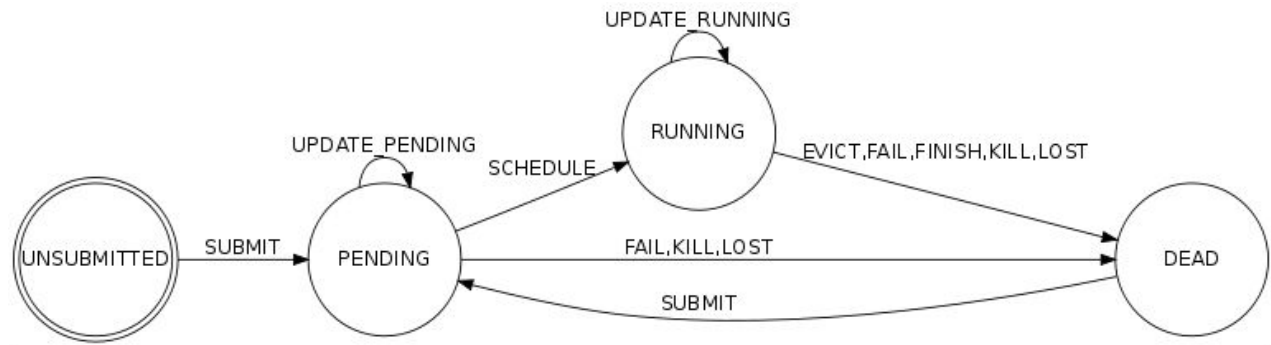 UPDATE_RUNNING
RUNNING
UPDATE_PENDING
SCHEDULE
EVICT,FAIL,FINISH,KILL,LOST
UNSUBMITTED
SUBMIT
PENDING
FAIL,KILL,LOST
DEAD
SUBMIT